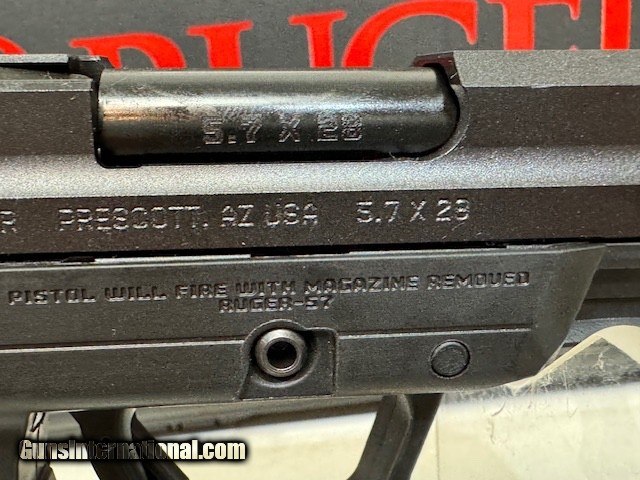 RUGER
5.7 X 28
R PRESCOTT, AZ USA 5.7 X 28
PISTOL WILL FIRE WITH MAGAZINE REMOVED
RUGER-57
GunsInternational.com